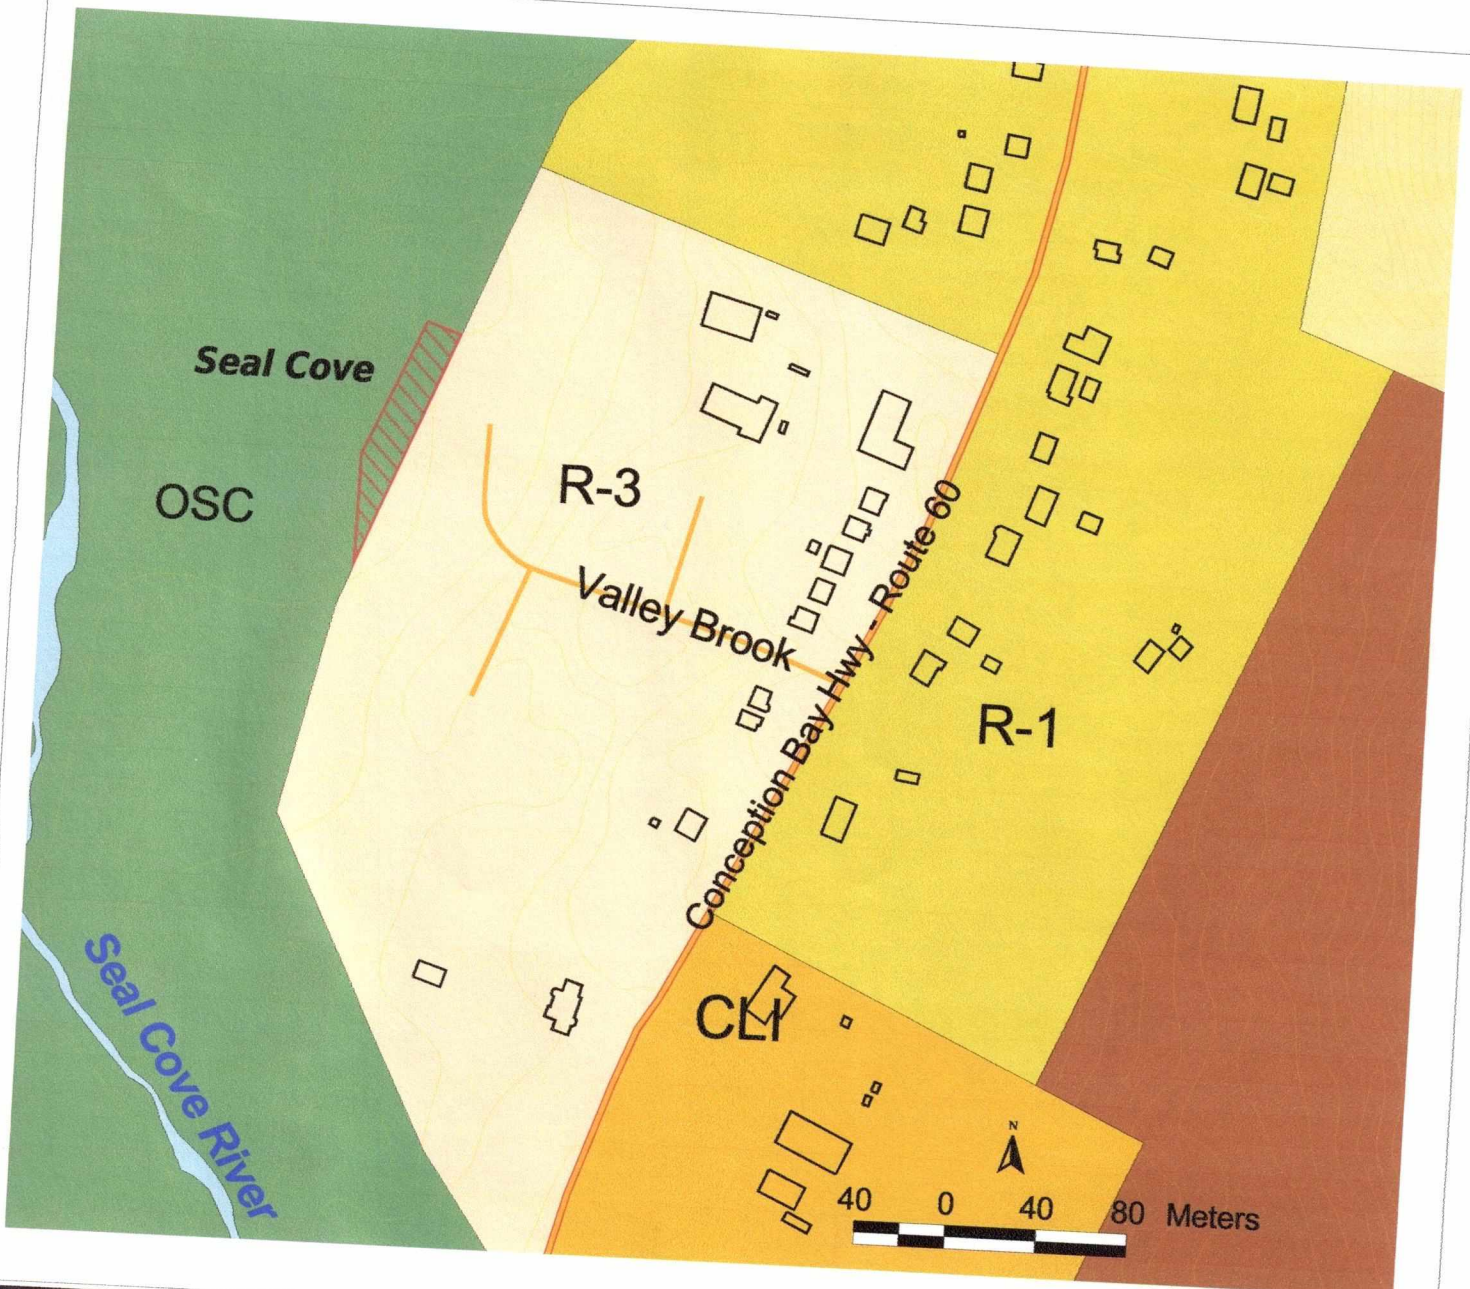 Seal Cove
OSC
R-3
Valley Brook
Conception Bay Hwy - Route 60
R-1
Seal Cove River
CLI
N
40 0 40 80 Meters